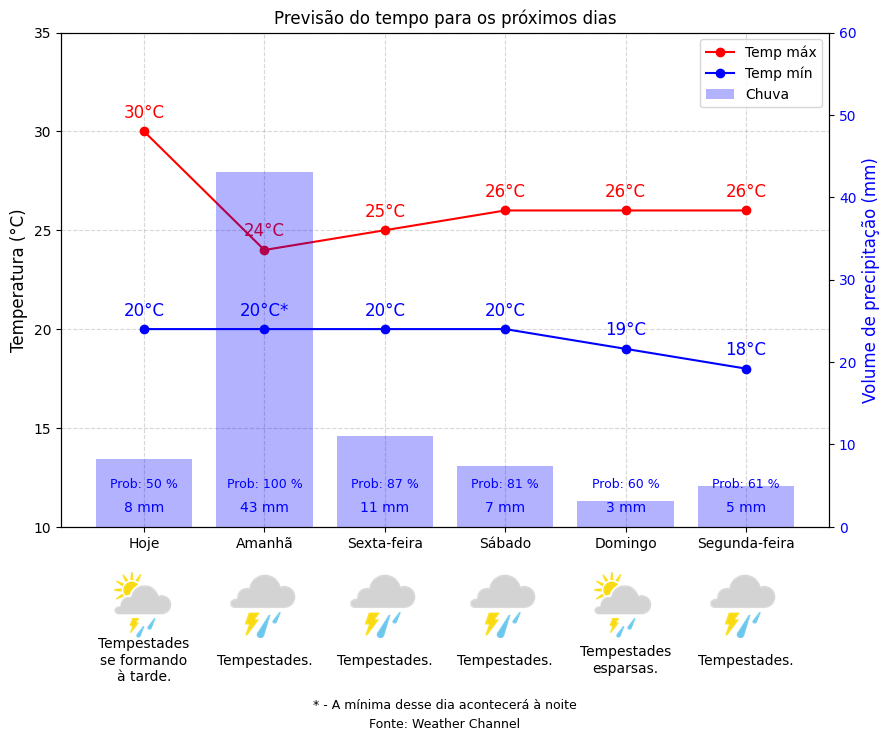 Previsão do tempo para os próximos dias
Temp máx
Temp mín
Chuva
Temperatura (°C)
35
30
25
20
15
10
Volume de precipitação (mm)
60
50
40
30
20
10
0
30°C
24°C
25°C
26°C
26°C
26°C
20°C
20°C*
20°C
20°C
19°C
18°C
Prob: 50 %
Prob: 100 %
Prob: 87 %
Prob: 81 %
Prob: 60 %
Prob: 61 %
8 mm
43 mm
11 mm
7 mm
3 mm
5 mm
Hoje
Amanhã
Sexta-feira
Sábado
Domingo
Segunda-feira
Tempestades
se formando
à tarde.
Tempestades.
Tempestades.
Tempestades.
Tempestades
esparsas.
Tempestades.
* - A mínima desse dia acontecerá à noite
Fonte: Weather Channel